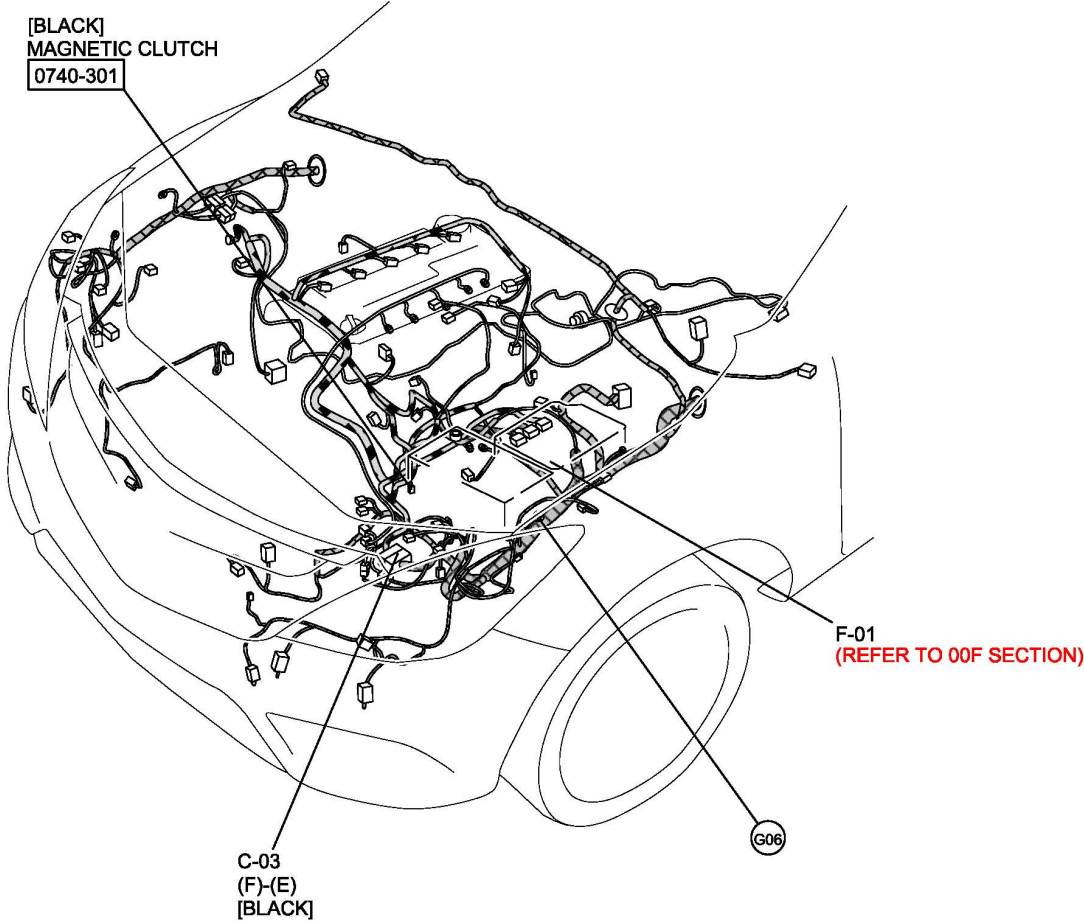 [BLACK]
MAGNETIC CLUTCH
0740-301
F-01
(REFER TO 00F SECTION)
G06
C-03
(F)-(E)
[BLACK]